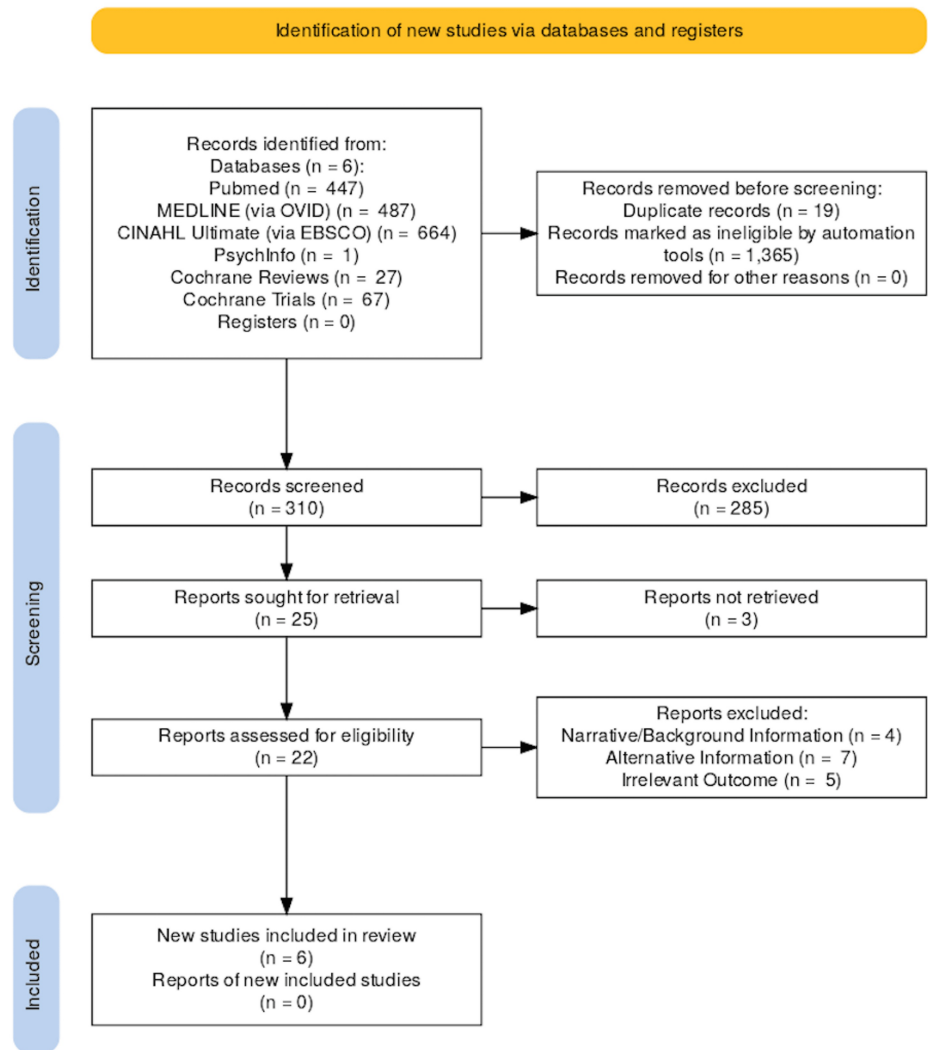 Identification of new studies via databases and registers
Identification
Records identified from:
Databases (n = 6):
Pubmed (n = 447)
MEDLINE (via OVID) (n = 487)
CINAHL Ultimate (via EBSCO) (n = 664)
PsychInfo (n = 1)
Cochrane Reviews (n = 27)
Cochrane Trials (n = 67)
Registers (n = 0)
Records removed before screening:
Duplicate records (n = 19)
Records marked as ineligible by automation
tools (n = 1,365)
Records removed for other reasons (n = 0)
Screening
Records screened
(n = 310)
Records excluded
(n = 285)
Reports sought for retrieval
(n = 25)
Reports not retrieved
(n = 3)
Reports assessed for eligibility
(n = 22)
Reports excluded:
Narrative/Background Information (n = 4)
Alternative Information (n = 7)
Irrelevant Outcome (n = 5)
Included
New studies included in review
(n = 6)
Reports of new included studies
(n = 0)